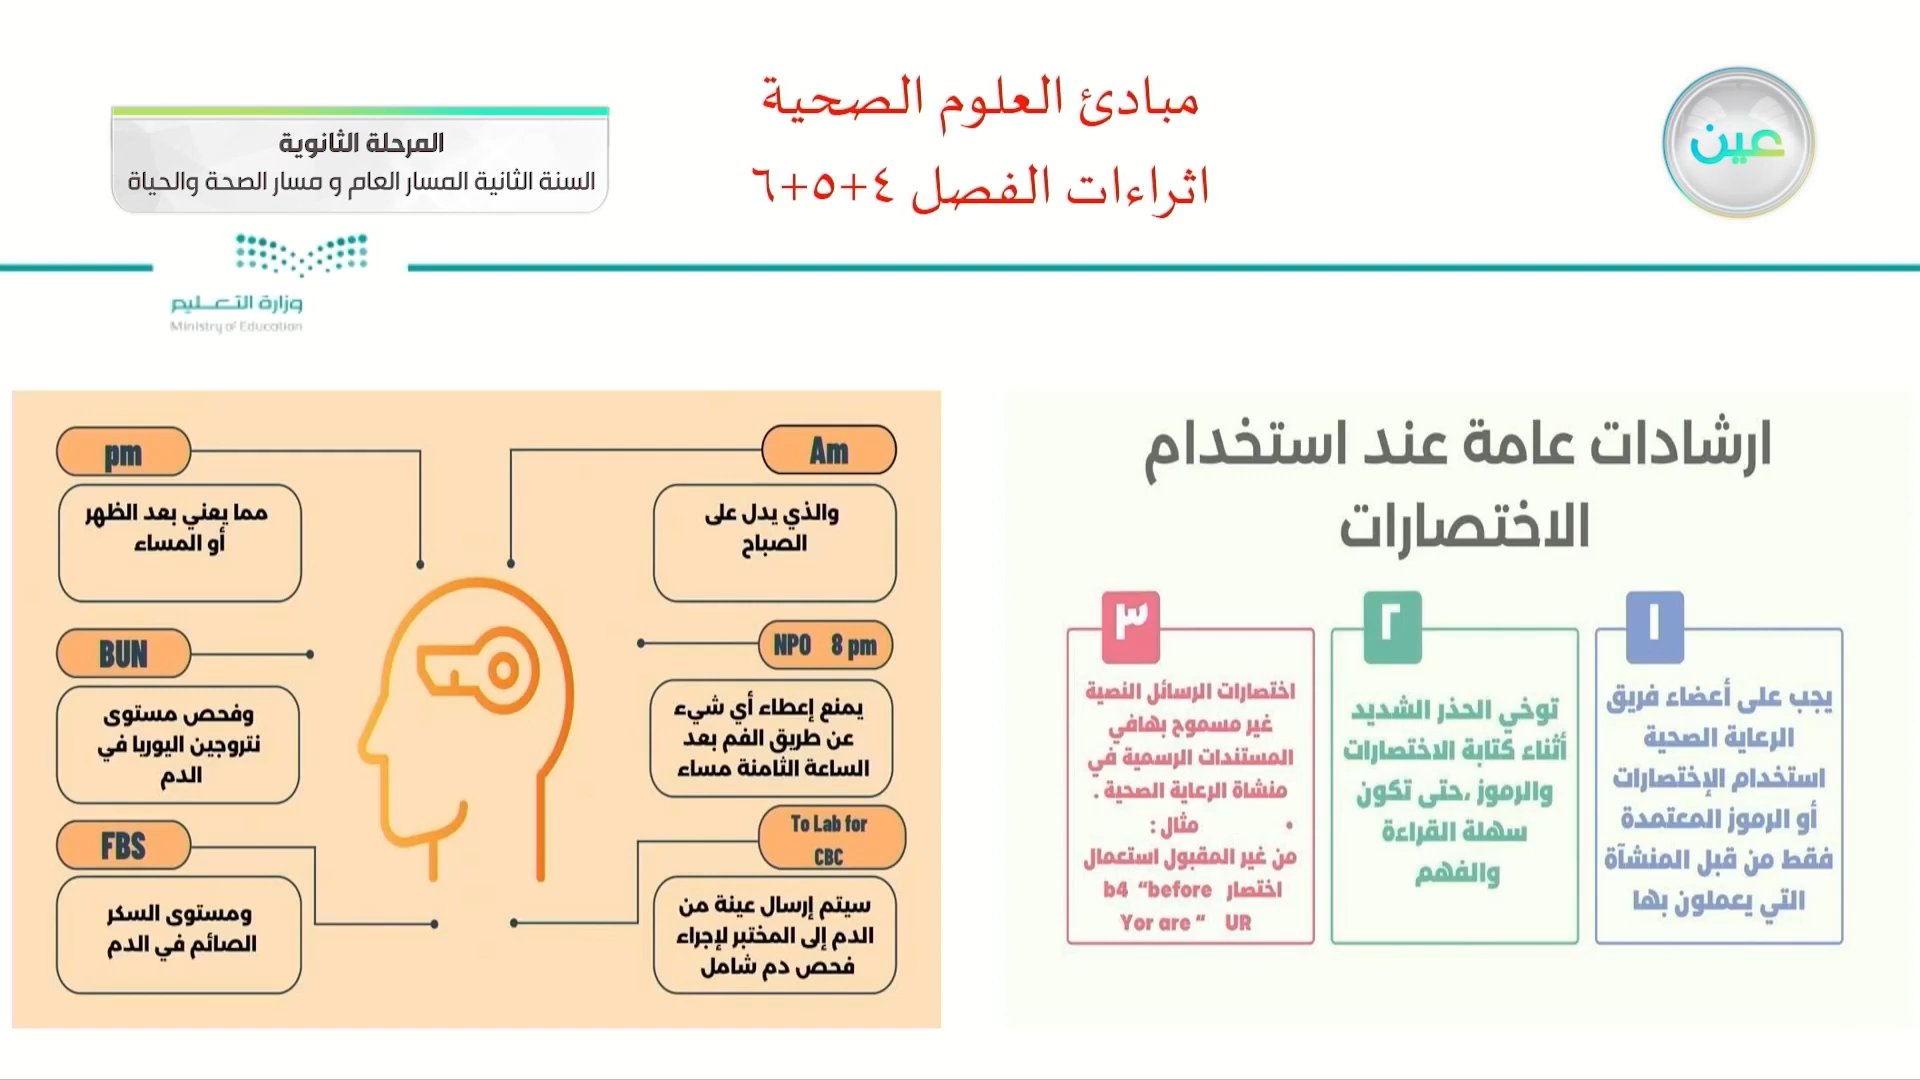 مبادئ العلوم الصحية
اثراءات الفصل ٤+٥+٦
عين
المرحلة الثانوية
السنة الثانية المسار العام و مسار الصحة والحياة
وزارة التعـــليم
Ministry of Education
ارشادات عامة عند استخدام
الاختصارات
١
يجب على أعضاء فريق
الرعاية الصحية
استخدام الإختصارات
أو الرموز المعتمدة
فقط من قبل المنشآة
التي يعملون بها
٢
توخي الحذر الشديد
أثناء كتابة الاختصارات
والرموز ،حتى تكون
سهلة القراءة
والفهم
٣
اختصارات الرسائل النصية
غير مسموح بهافي
المستندات الرسمية في
منشاة الرعاية الصحية .
• مثال :
من غير المقبول استعمال
اختصار b4 “before
Yor are “ UR
Am
والذي يدل على
الصباح
NPO 8 pm
يمنع إعطاء أي شيء
عن طريق الفم بعد
الساعة الثامنة مساء
To Lab for
CBC
سيتم إرسال عينة من
الدم إلى المختبر لإجراء
فحص دم شامل
pm
مما يعني بعد الظهر
أو المساء
BUN
وفحص مستوى
نتروجين اليوريا في
الدم
FBS
ومستوى السكر
الصائم في الدم